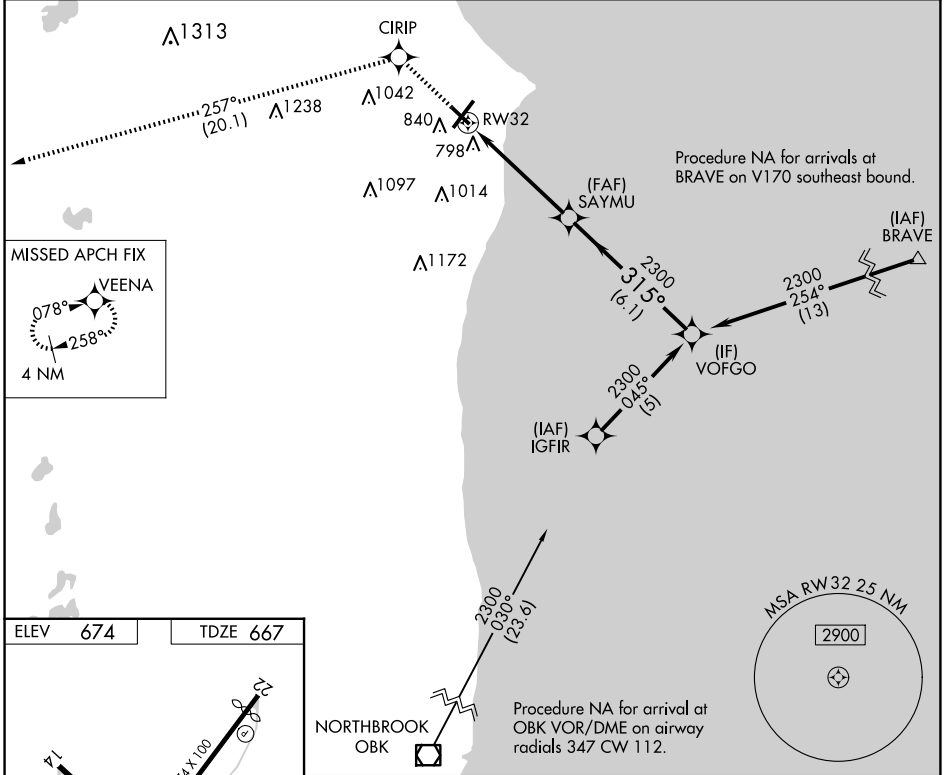 1313
CIRIP
257°
(20.1)
1238
1042
840
RW32
798
Procedure NA for arrivals at
BRAVE on V170 southeast bound.
1097
1014
(FAF)
SAYMU
(IAF)
BRAVE
1172
2300
315°
(6.1)
2300
254°
(13)
MISSED APCH FIX
VEENA
078°
258°
4 NM
(IF)
VOFGO
2300
045°
(5)
(IAF)
IGFIR
2300
030°
(23.6)
MSA RW32 25 NM
2900
ELEV 674
TDZE 667
22
P
14
4 X 100
NORTHBROOK
OBK
Procedure NA for arrival at
OBK VOR/DME on airway
radials 347 CW 112.